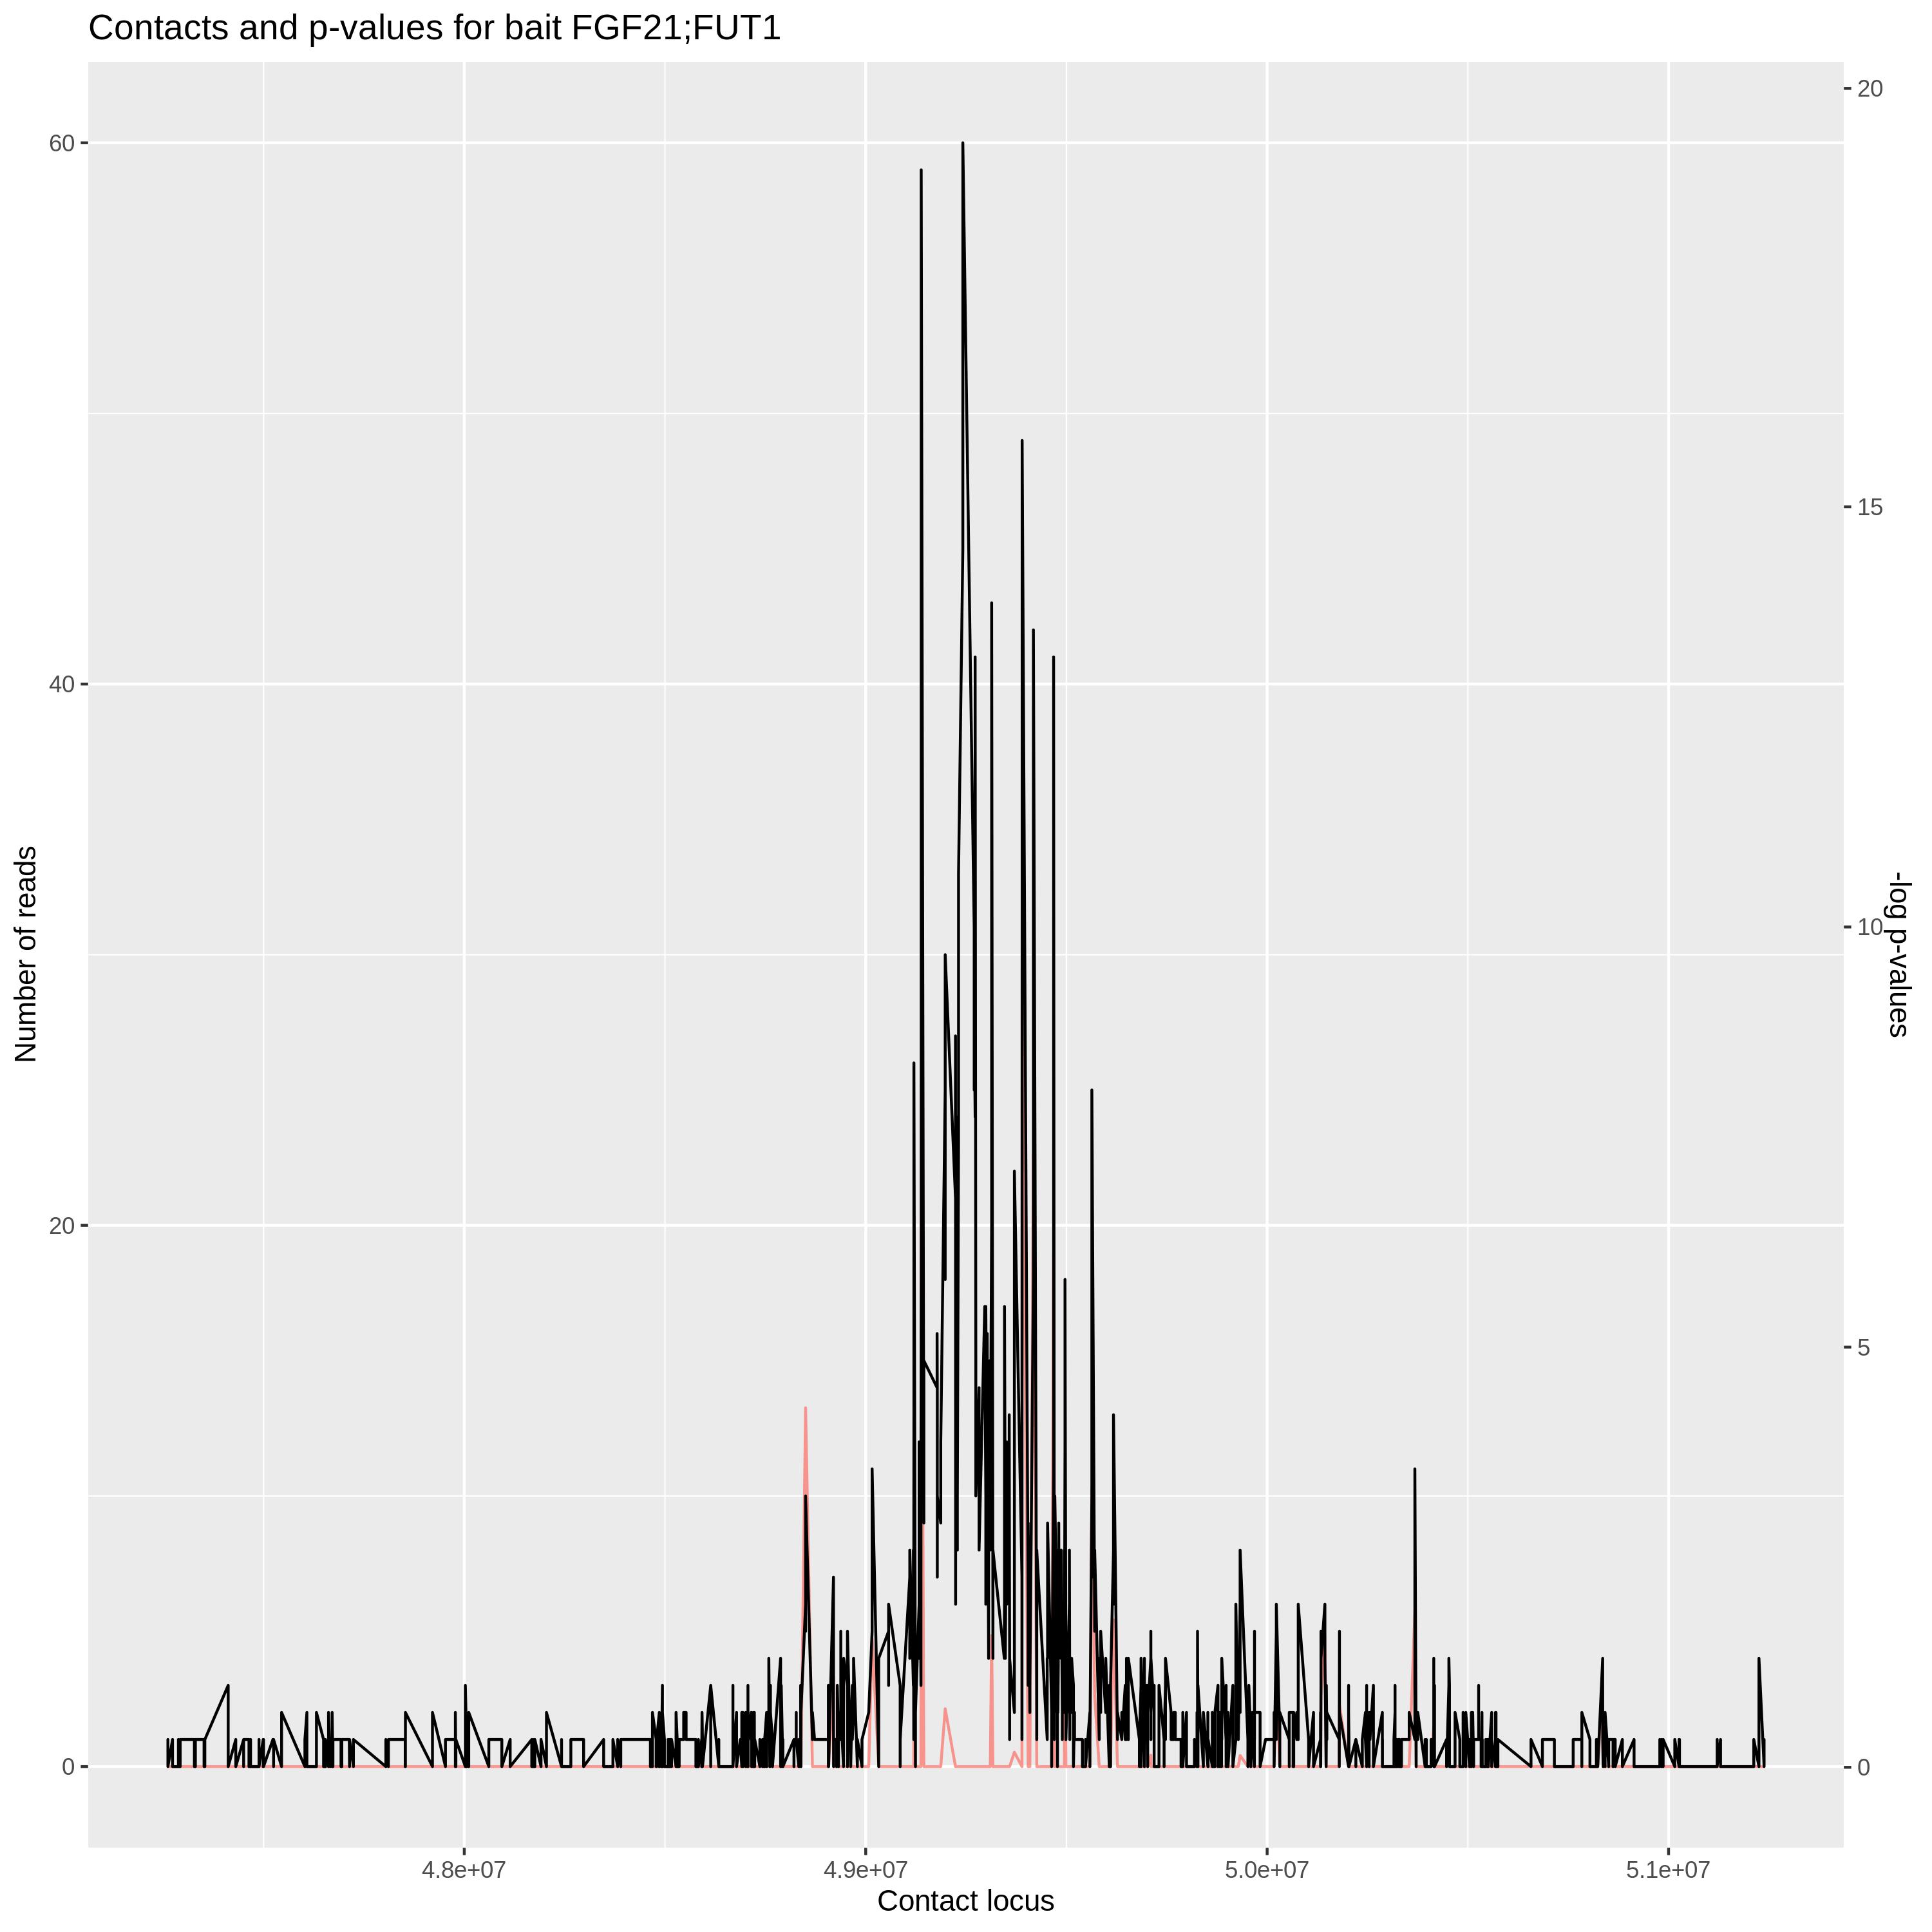 Contacts and p-values for bait FGF21;FUT1
60
40
20
0
20
15
10
5
0
Number of reads
-log p-values
4.8e+07
4.9e+07
5.0e+07
5.1e+07
Contact locus